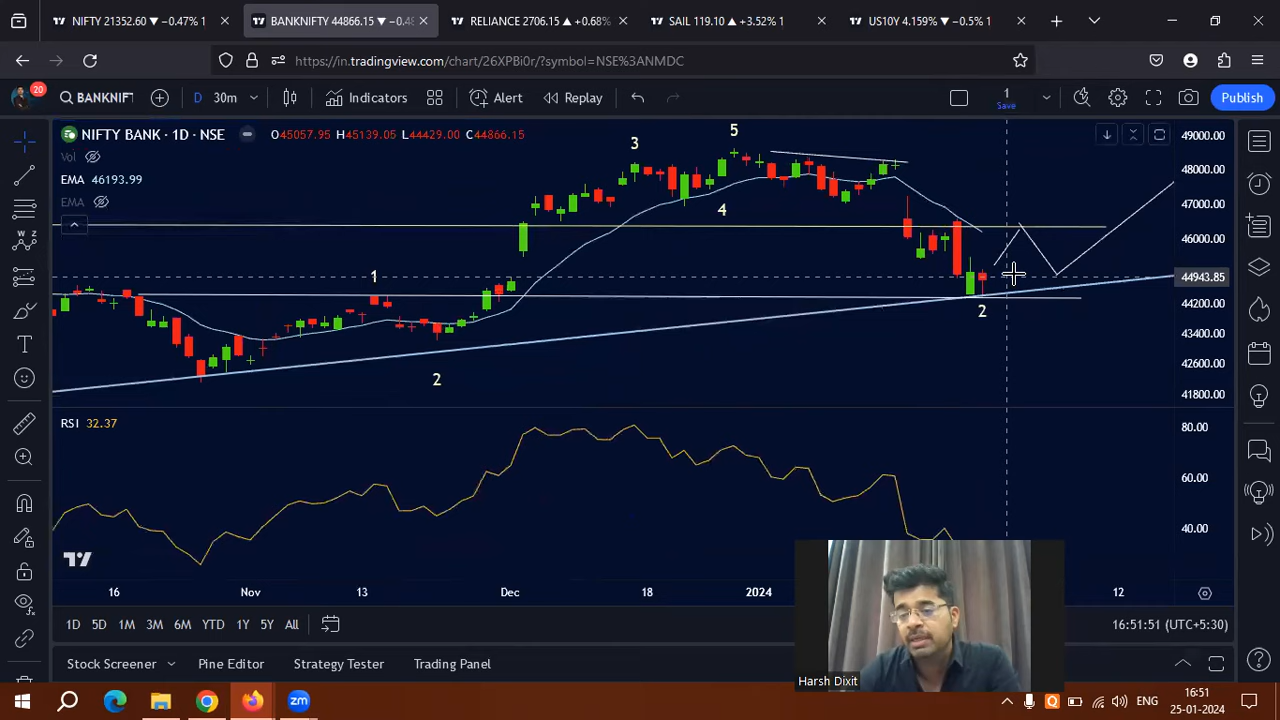 NIFTY 21352.60 ▼ −0.47% 1
BANKNIFTY 44866.15 ▼ −0.48
RELIANCE 2706.15 ▲ +0.68%
SAIL 119.10 ▲ +3.52% 1
US10Y 4.159% ▼ −0.5% 1
https://in.tradingview.com/chart/26XPBi0r/?symbol=NSE%3ANMDC
20
BANKNIFT
D
30m
Indicators
Alert
Replay
1
Save
Publish
NIFTY BANK · 1D · NSE
O45057.95 H45139.05 L44429.00 C44866.15
Vol
EMA 46193.99
EMA
1
2
3
4
5
2
49000.00
48000.00
47000.00
46000.00
44943.85
44200.00
43400.00
42600.00
41800.00
RSI 32.37
80.00
60.00
40.00
16
Nov
13
Dec
18
2024
12
1D
5D
1M
3M
6M
YTD
1Y
5Y
All
16:51:51 (UTC+5:30)
Stock Screener
Pine Editor
Strategy Tester
Trading Panel
Harsh Dixit
ENG
16:51
25-01-2024